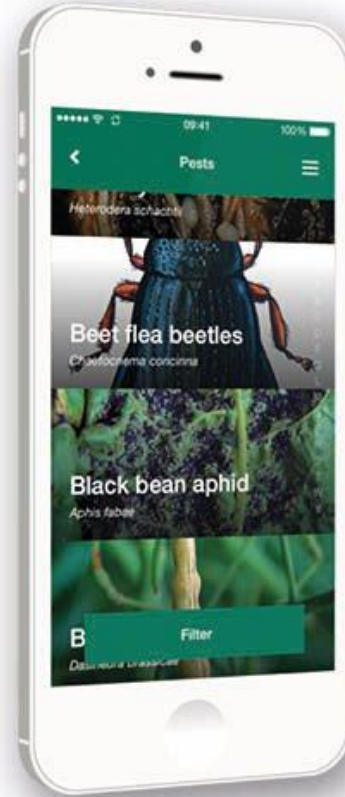 09:41
100%
Pests
Heterodera schachtii
Beet flea beetles
Chaetocnema concinna
Black bean aphid
Aphis fabae
B
Filter
Dasineura brassicae